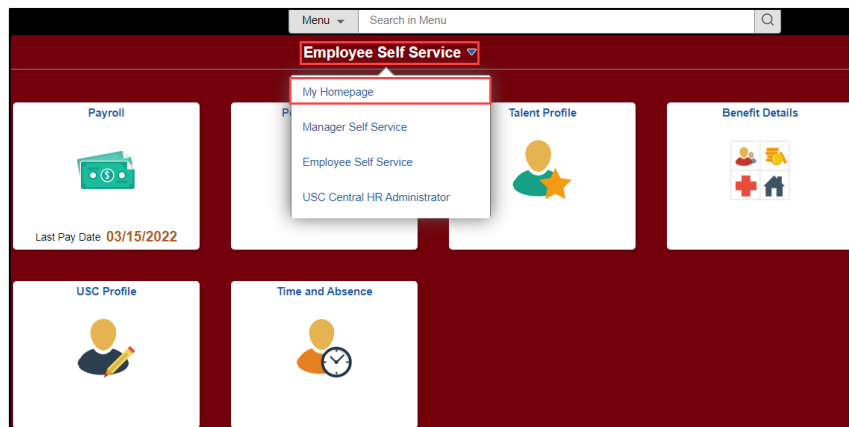 Menu
Search in Menu
Employee Self Service
My Homepage
Manager Self Service
Employee Self Service
USC Central HR Administrator
Payroll
Last Pay Date 03/15/2022
Talent Profile
Benefit Details
USC Profile
Time and Absence